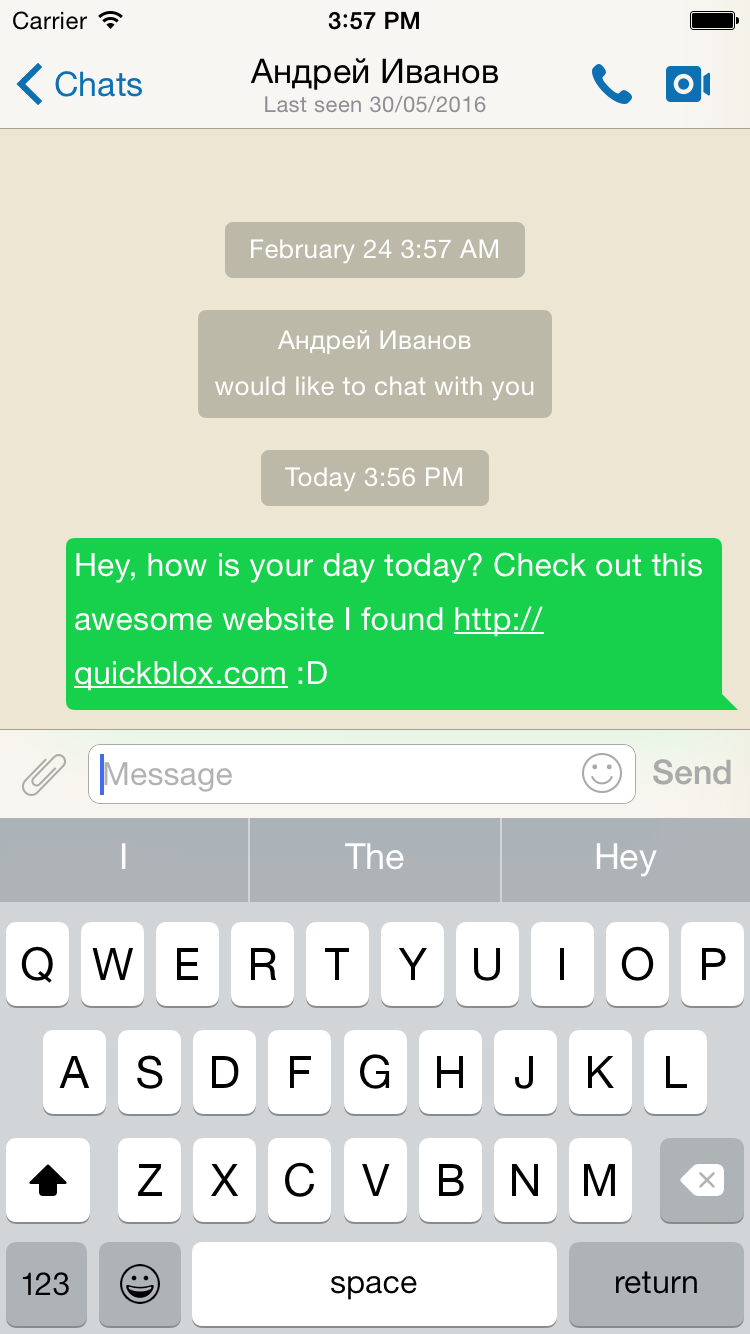 Carrier 3:57 PM
Chats Андрей Иванов
Last seen 30/05/2016
February 24 3:57 AM
Андрей Иванов
would like to chat with you
Today 3:56 PM
Hey, how is your day today? Check out this
awesome website I found http://
quickblox.com :D
Message Send
I The Hey
Q W E R T Y U I O P
A S D F G H J K L
Z X C V B N M
123 space return